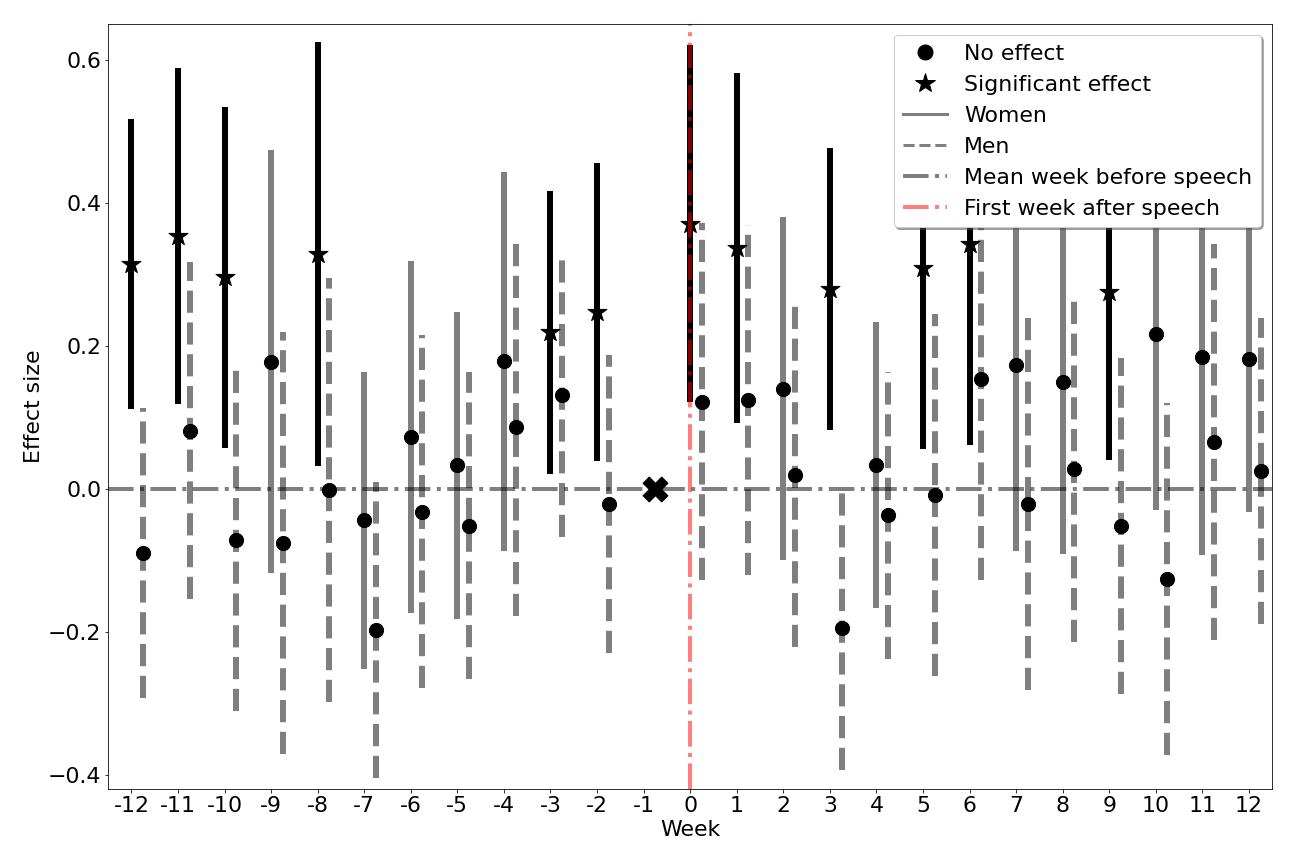 No effect
Significant effect
Women
Men
Mean week before speech
First week after speech
0.6
0.4
0.2
0.0
−0.2
−0.4
Effect size
-12 -11 -10 -9 -8 -7 -6 -5 -4 -3 -2 -1 0 1 2 3 4 5 6 7 8 9 10 11 12
Week